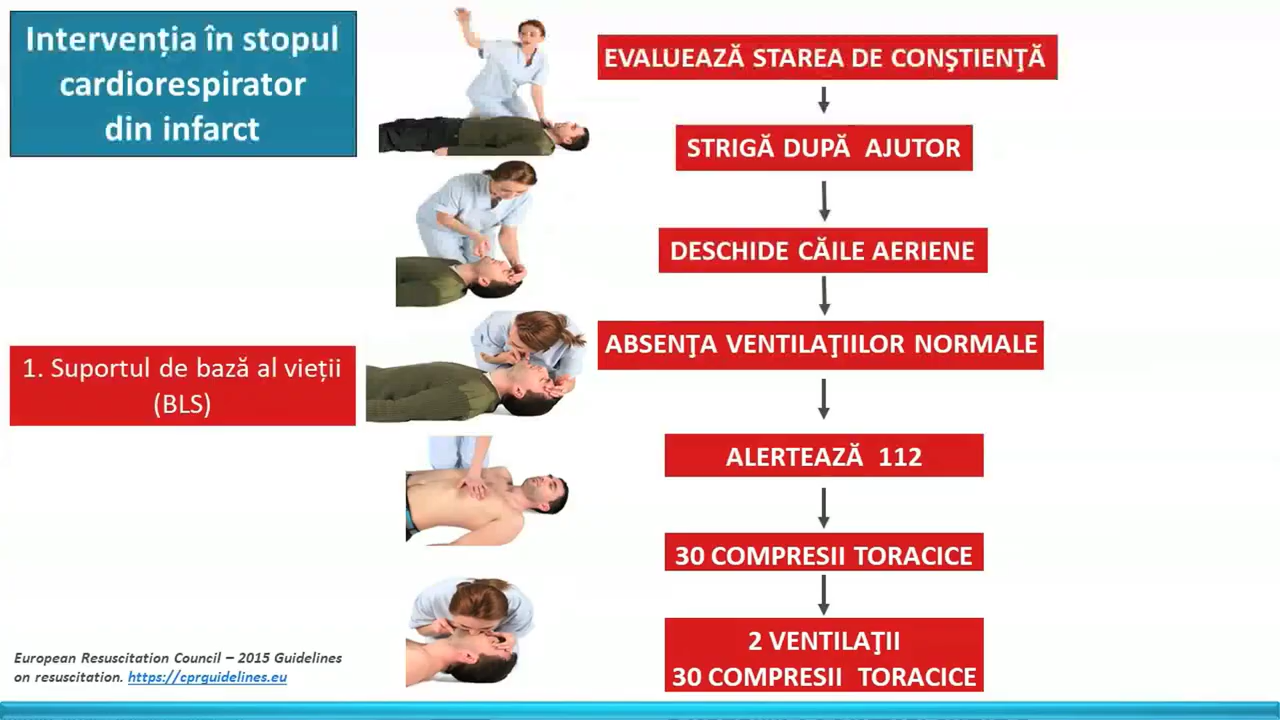 Intervenția în stopul
cardiorespirator
din infarct
EVALUEAZĂ STAREA DE CONŞTIENŢĂ
STRIGĂ DUPĂ AJUTOR
DESCHIDE CĂILE AERIENE
ABSENŢA VENTILAŢIILOR NORMALE
1. Suportul de bază al vieții
(BLS)
ALERTEAZĂ 112
30 COMPRESII TORACICE
2 VENTILAŢII
30 COMPRESII TORACICE
European Resuscitation Council – 2015 Guidelines
on resuscitation. https://cprguidelines.eu